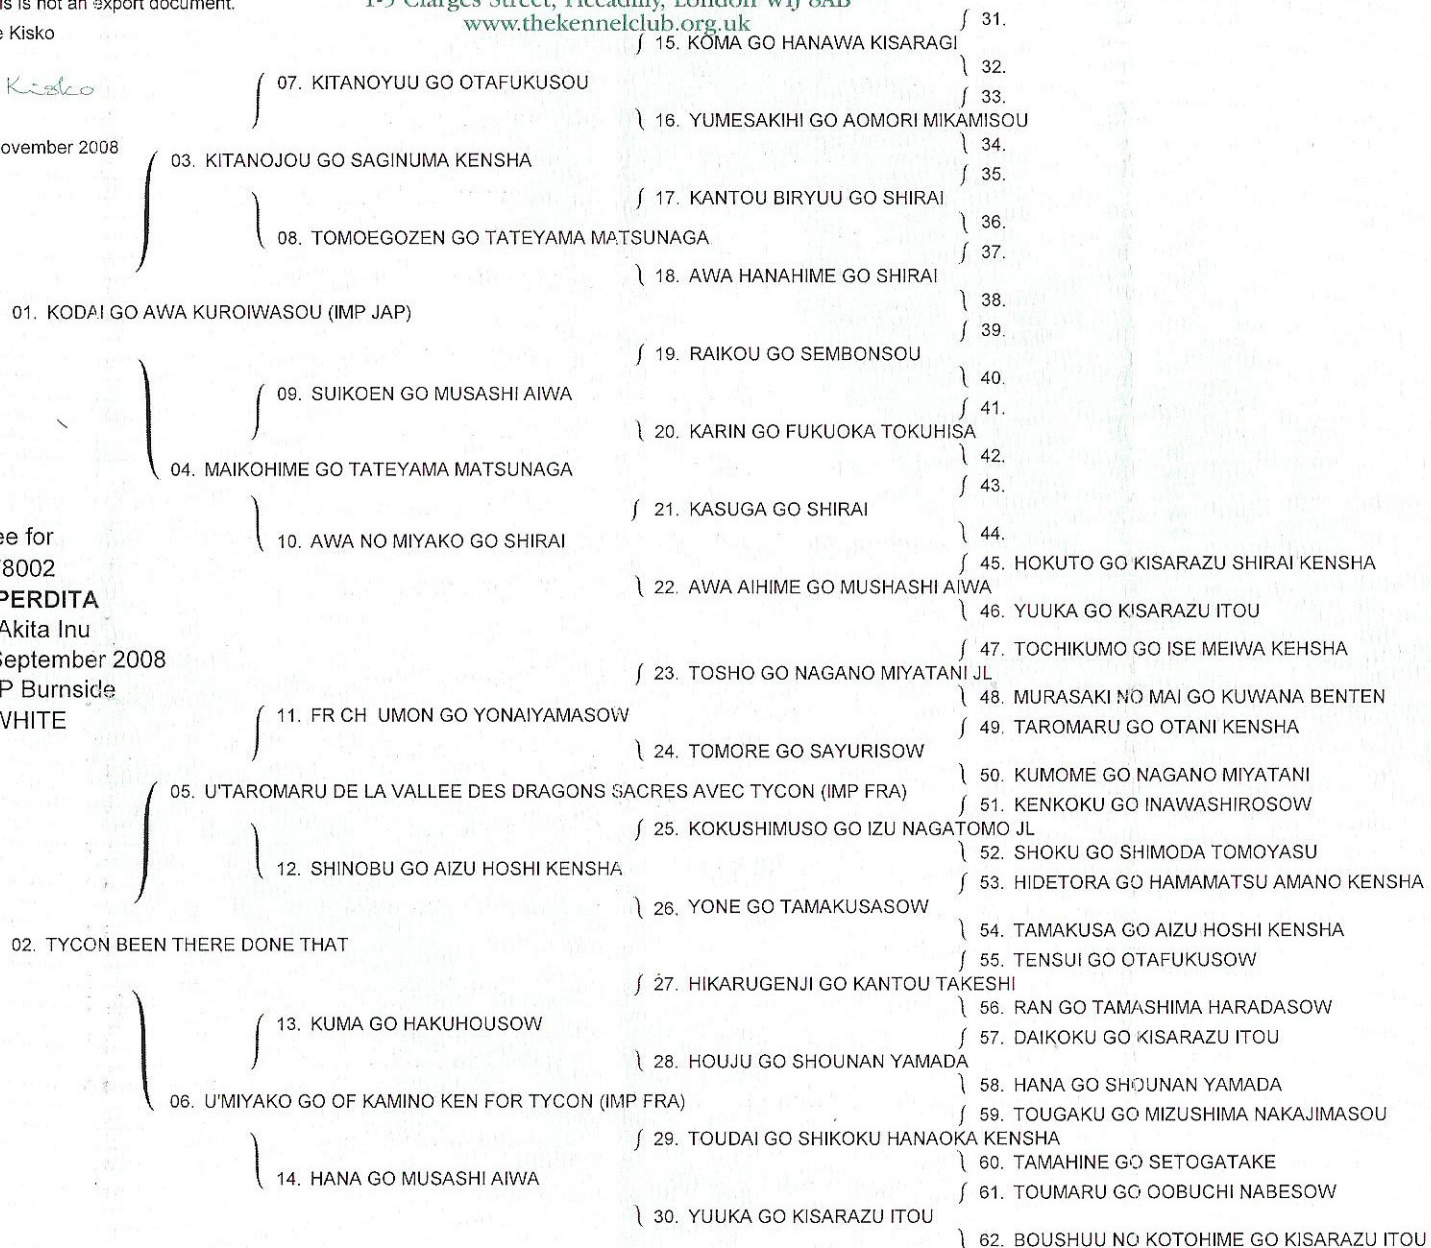 is is not an export document.
1-5 Clarges Street, Piccadilly, London W1J 8AB
www.thekennelclub.org.uk
e Kisko
Kisko
ovember 2008
ee for
8002
PERDITA
Akita Inu
September 2008
P Burnside
WHITE
01. KODAI GO AWA KUROIWASOU (IMP JAP)
02. TYCON BEEN THERE DONE THAT
03. KITANOJOU GO SAGINUMA KENSHA
04. MAIKOHIME GO TATEYAMA MATSUNAGA
05. U'TAROMARU DE LA VALLEE DES DRAGONS SACRES AVEC TYCON (IMP FRA)
06. U'MIYAKO GO OF KAMINO KEN FOR TYCON (IMP FRA)
07. KITANOYUU GO OTAFUKUSOU
08. TOMOEGOZEN GO TATEYAMA MATSUNAGA
09. SUIKOEN GO MUSASHI AIWA
10. AWA NO MIYAKO GO SHIRAI
11. FR CH UMON GO YONAIYAMASOW
12. SHINOBU GO AIZU HOSHI KENSHA
13. KUMA GO HAKUHOUSOW
14. HANA GO MUSASHI AIWA
15. KOMA GO HANAWA KISARAGI
16. YUMESAKIHI GO AOMORI MIKAMISOU
17. KANTOU BIRYUU GO SHIRAI
18. AWA HANAHIME GO SHIRAI
19. RAIKOU GO SEMBONSOU
20. KARIN GO FUKUOKA TOKUHISA
21. KASUGA GO SHIRAI
22. AWA AIHIME GO MUSHASHI AIWA
23. TOSHO GO NAGANO MIYATANI JL
24. TOMORE GO SAYURISOW
25. KOKUSHIMUSO GO IZU NAGATOMO JL
26. YONE GO TAMAKUSASOW
27. HIKARUGENJI GO KANTOU TAKESHI
28. HOUJU GO SHOUNAN YAMADA
29. TOUDAI GO SHIKOKU HANAOKA KENSHA
30. YUUKA GO KISARAZU ITOU
31.
32.
33.
34.
35.
36.
37.
38.
39.
40.
41.
42.
43.
44.
45. HOKUTO GO KISARAZU SHIRAI KENSHA
46. YUUKA GO KISARAZU ITOU
47. TOCHIKUMO GO ISE MEIWA KEHSHA
48. MURASAKI NO MAI GO KUWANA BENTEN
49. TAROMARU GO OTANI KENSHA
50. KUMOME GO NAGANO MIYATANI
51. KENKOKU GO INAWASHIROSOW
52. SHOKU GO SHIMODA TOMOYASU
53. HIDETORA GO HAMAMATSU AMANO KENSHA
54. TAMAKUSA GO AIZU HOSHI KENSHA
55. TENSUI GO OTAFUKUSOW
56. RAN GO TAMASHIMA HARADASOW
57. DAIKOKU GO KISARAZU ITOU
58. HANA GO SHOUNAN YAMADA
59. TOUGAKU GO MIZUSHIMA NAKAJIMASOU
60. TAMAHINE GO SETOGATAKE
61. TOUMARU GO OOBUCHI NABESOW
62. BOUSHUU NO KOTOHIME GO KISARAZU ITOU